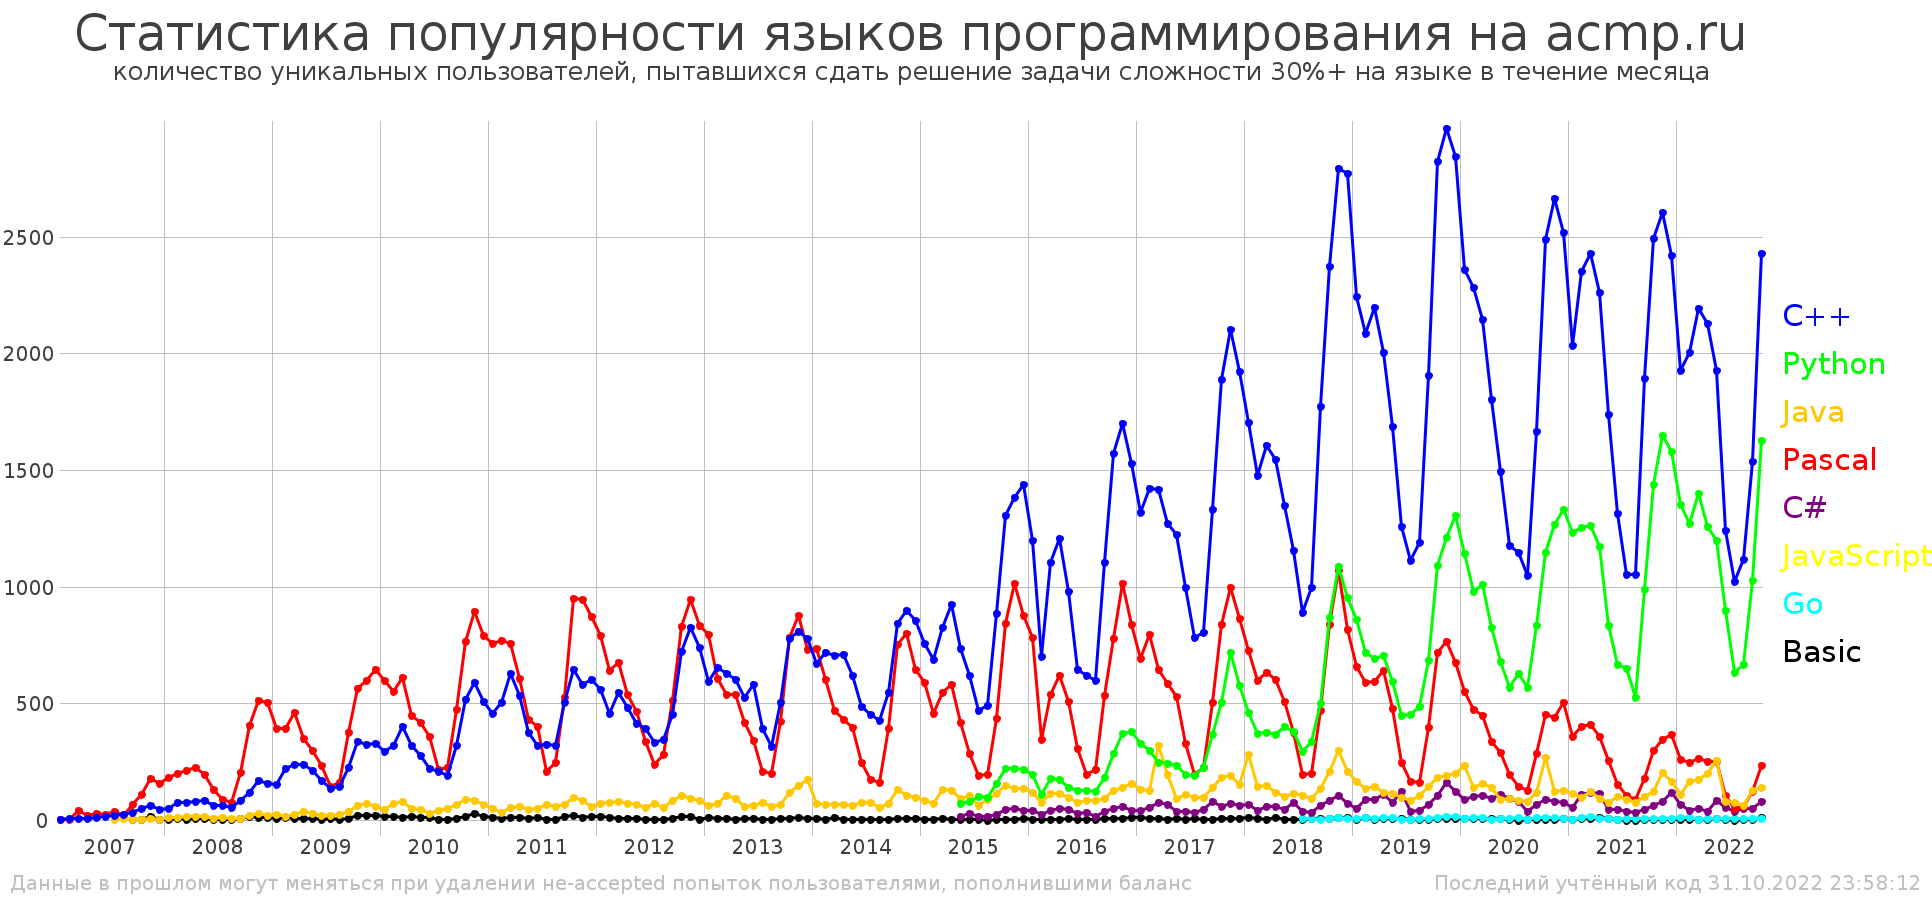 Статистика популярности языков программирования на acmp.ru
количество уникальных пользователей, пытавшихся сдать решение задачи сложности 30%+ на языке в течение месяца
2500
2000
1500
1000
500
0
C++
Python
Java
Pascal
C#
JavaScript
Go
Basic
2007 2008 2009 2010 2011 2012 2013 2014 2015 2016 2017 2018 2019 2020 2021 2022
Данные в прошлом могут меняться при удалении не-accepted попыток пользователями, пополнившими баланс
Последний учтённый код 31.10.2022 23:58:12